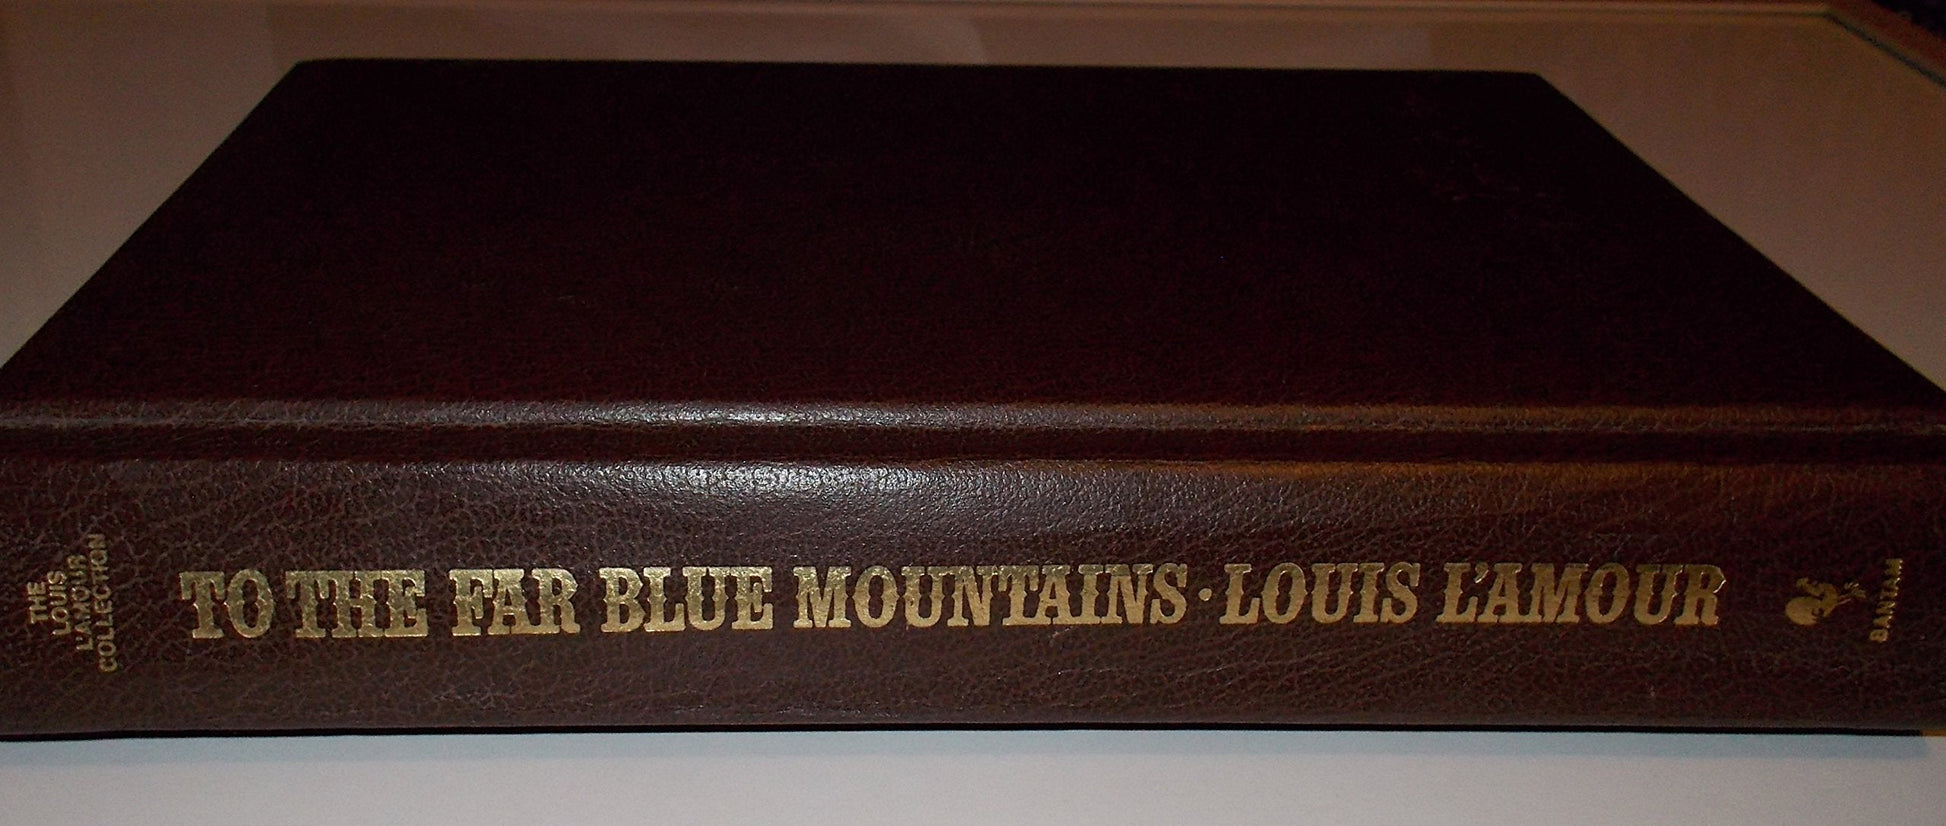 THE
LOUIS
L'AMOUR
COLLECTION
TO THE FAR BLUE MOUNTAINS · LOUIS L'AMOUR
BANTAM